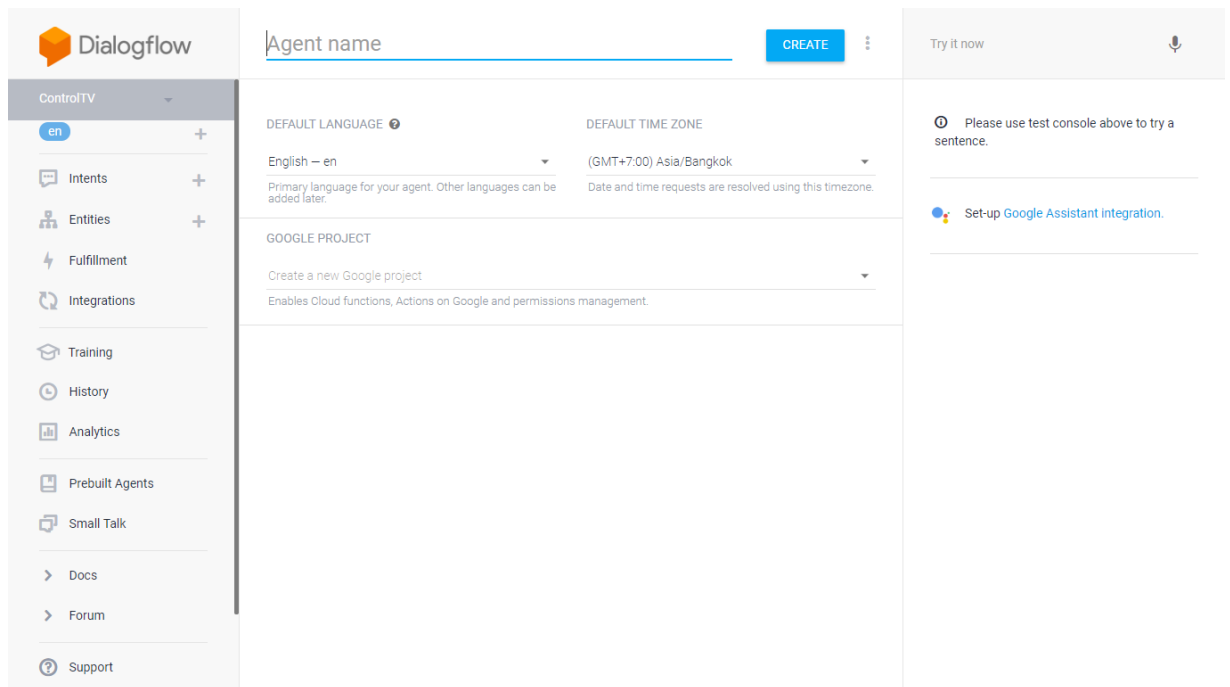 Dialogflow
ControlTV
en
Intents
Entities
Fulfillment
Integrations
Training
History
Analytics
Prebuilt Agents
Small Talk
Docs
Forum
Support
Agent name
CREATE
DEFAULT LANGUAGE
English — en
Primary language for your agent. Other languages can be
added later.
DEFAULT TIME ZONE
(GMT+7:00) Asia/Bangkok
Date and time requests are resolved using this timezone.
GOOGLE PROJECT
Create a new Google project
Enables Cloud functions, Actions on Google and permissions management.
Try it now
Please use test console above to try a
sentence.
Set-up Google Assistant integration.